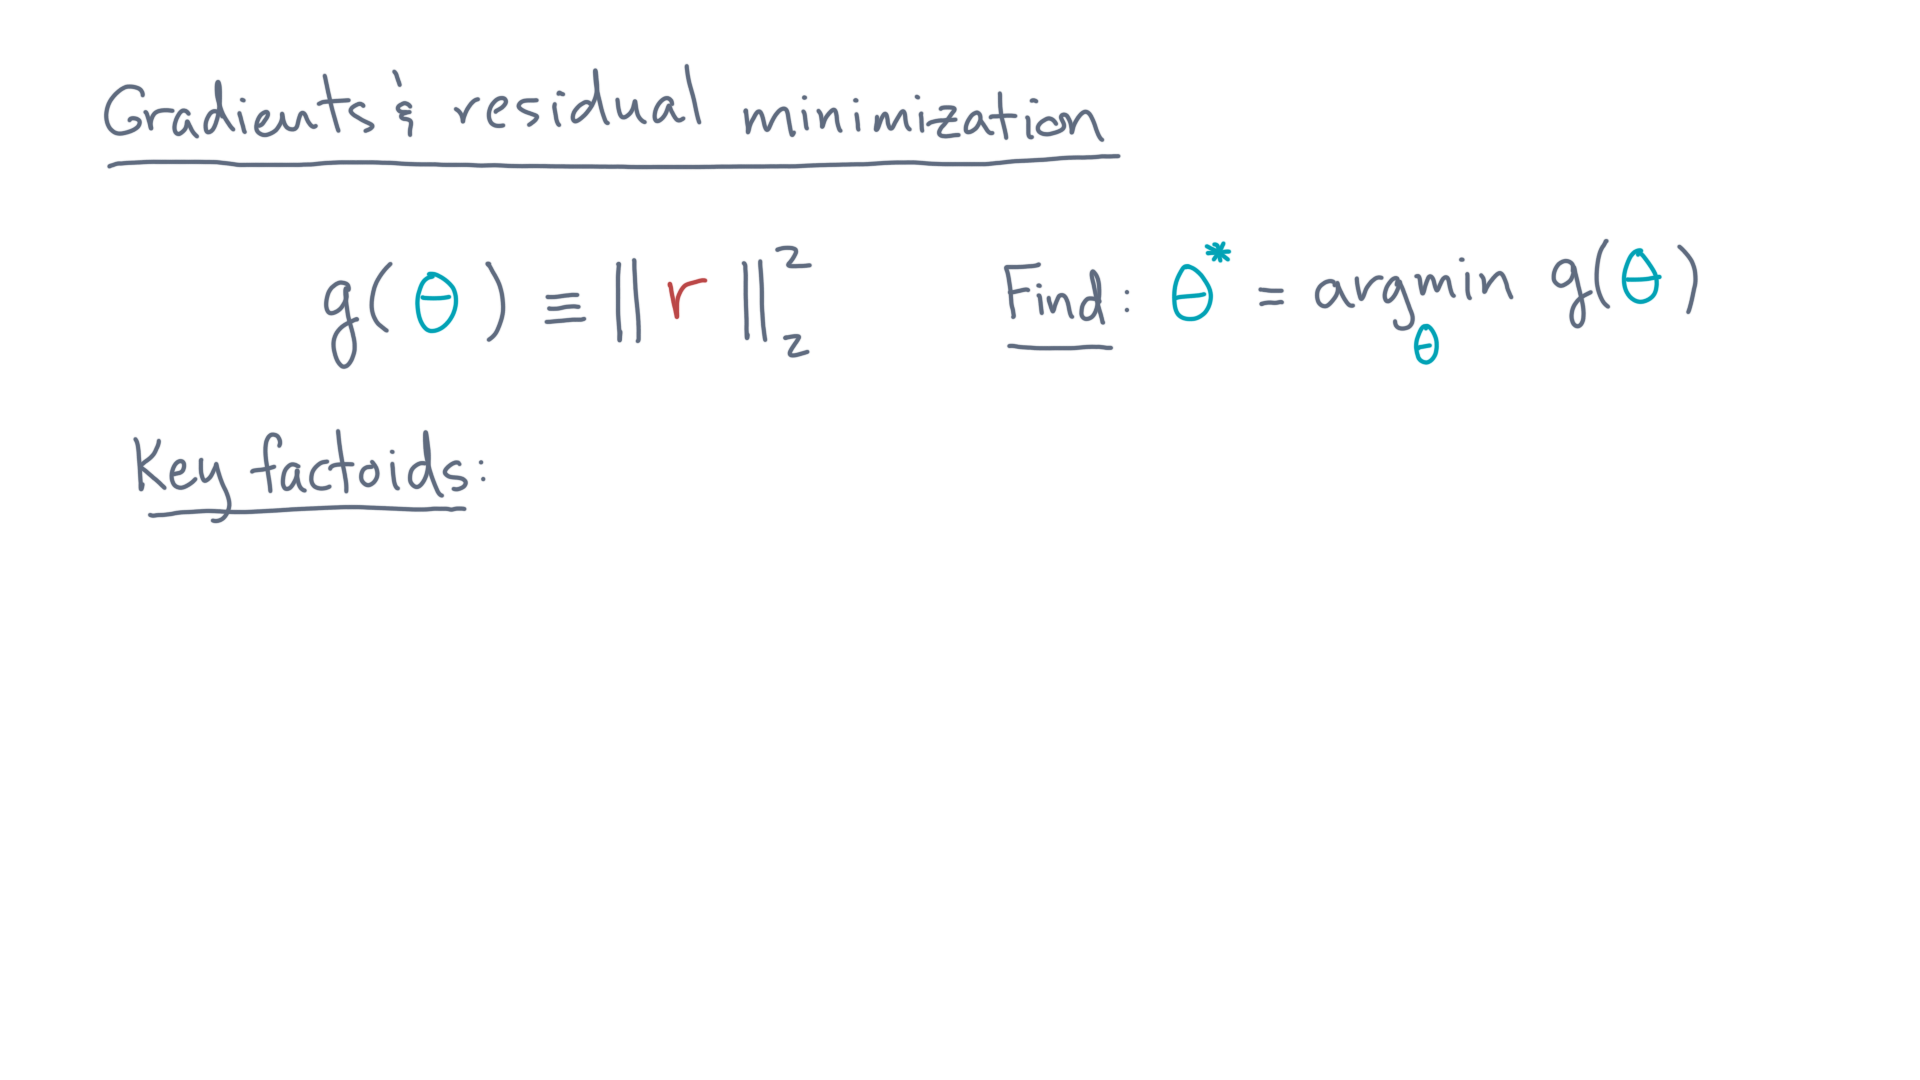 Gradients & residual minimization
g(θ) ≡ ‖ r ‖₂²
Find: θ* = argmin g(θ)
θ
Key factoids: